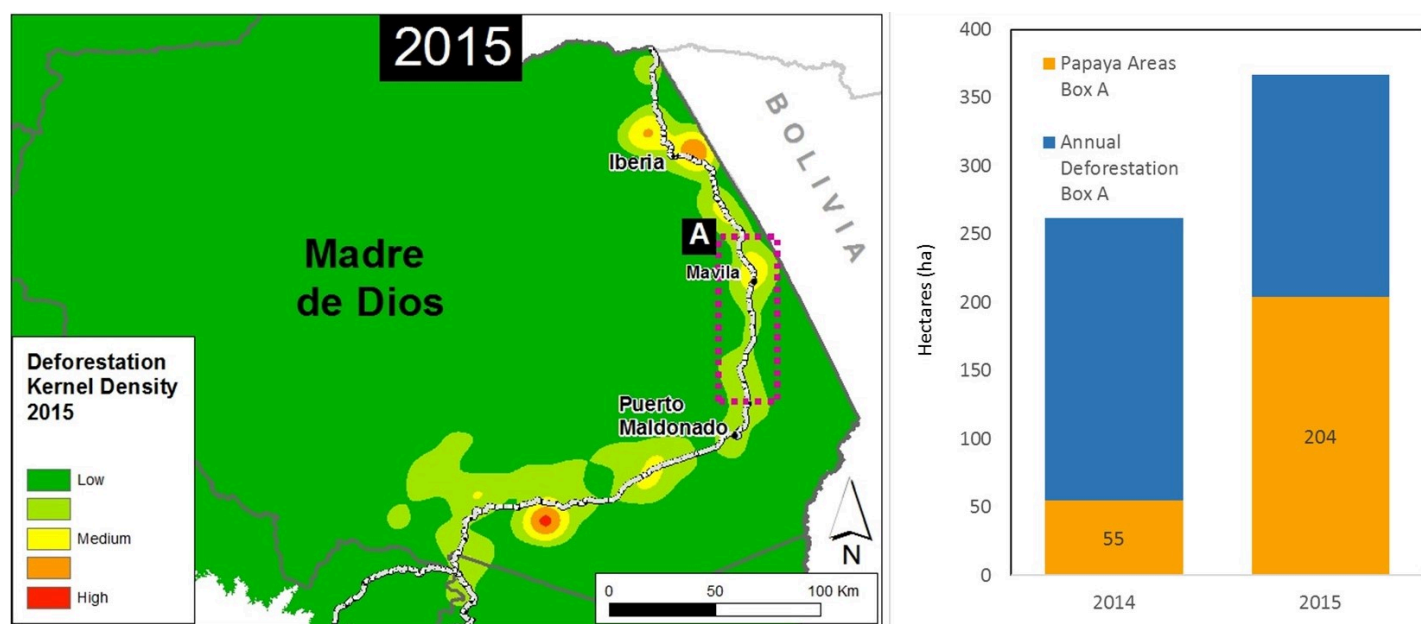 2015
BOLIVIA
Iberia
A
Mavila
Madre
de Dios
Puerto
Maldonado
Deforestation
Kernel Density
2015
Low
Medium
High
N
0 50 100 Km
400
350
300
250
200
150
100
50
0
Hectares (ha)
Papaya Areas
Box A
Annual
Deforestation
Box A
55
204
2014
2015